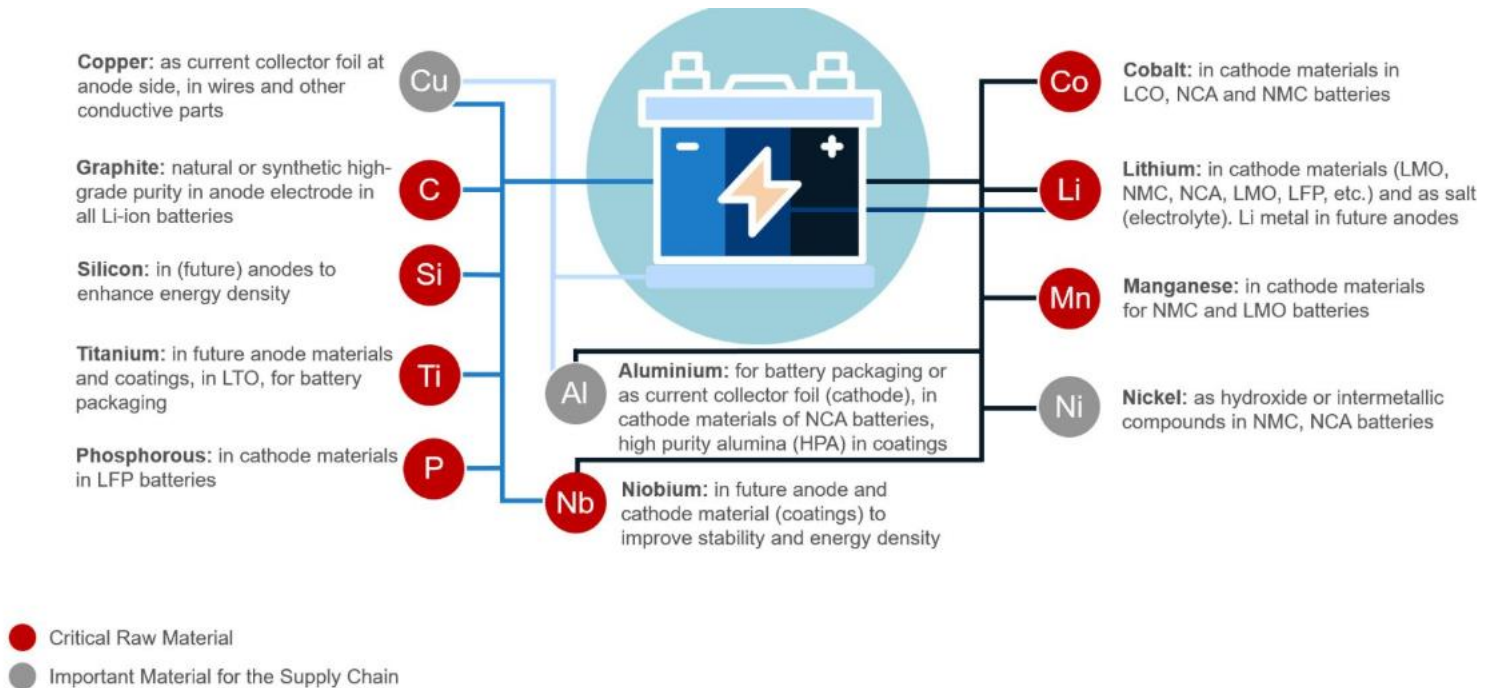 Copper: as current collector foil at
anode side, in wires and other
conductive parts
Cu
Graphite: natural or synthetic high-
grade purity in anode electrode in
all Li-ion batteries
C
Silicon: in (future) anodes to
enhance energy density
Si
Titanium: in future anode materials
and coatings, in LTO, for battery
packaging
Ti
Phosphorous: in cathode materials
in LFP batteries
P
- +
Al
Aluminium: for battery packaging or
as current collector foil (cathode), in
cathode materials of NCA batteries,
high purity alumina (HPA) in coatings
Nb
Niobium: in future anode and
cathode material (coatings) to
improve stability and energy density
Co
Cobalt: in cathode materials in
LCO, NCA and NMC batteries
Li
Lithium: in cathode materials (LMO,
NMC, NCA, LMO, LFP, etc.) and as salt
(electrolyte). Li metal in future anodes
Mn
Manganese: in cathode materials
for NMC and LMO batteries
Ni
Nickel: as hydroxide or intermetallic
compounds in NMC, NCA batteries
Critical Raw Material
Important Material for the Supply Chain